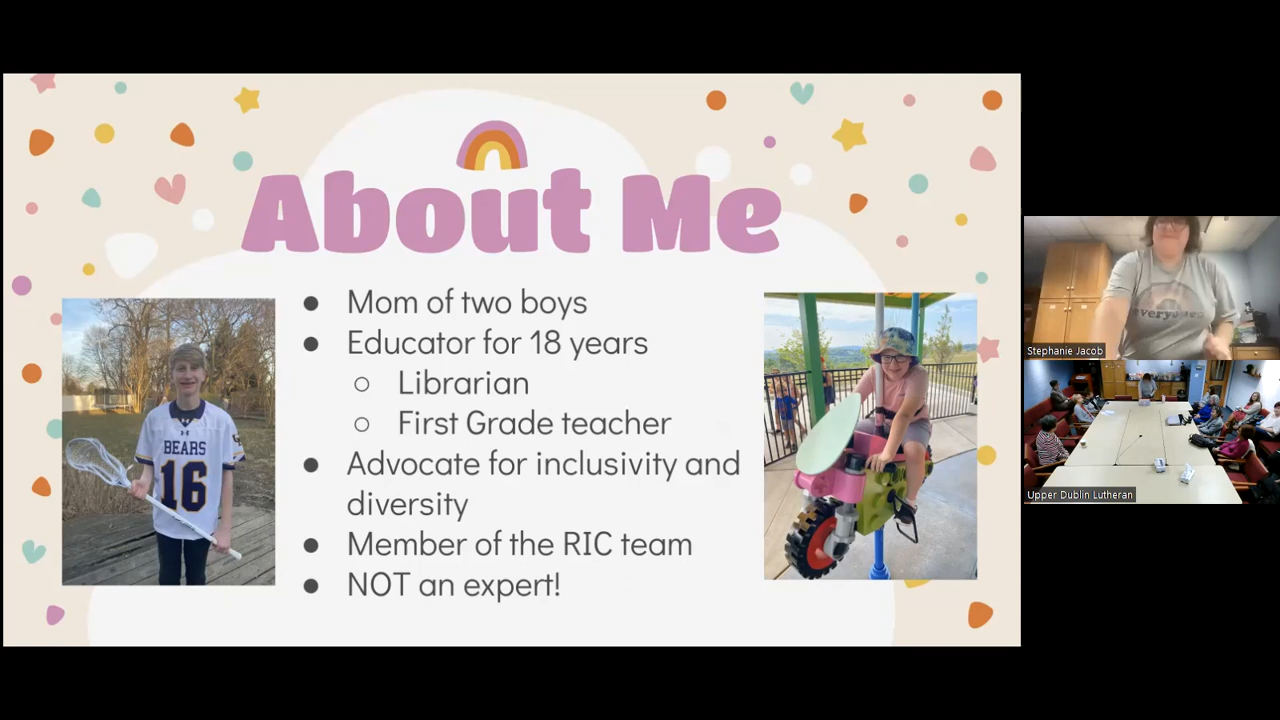 About Me
● Mom of two boys
● Educator for 18 years
○ Librarian
○ First Grade teacher
● Advocate for inclusivity and
diversity
● Member of the RIC team
● NOT an expert!
BEARS
16
everyone
Stephanie Jacob
Upper Dublin Lutheran